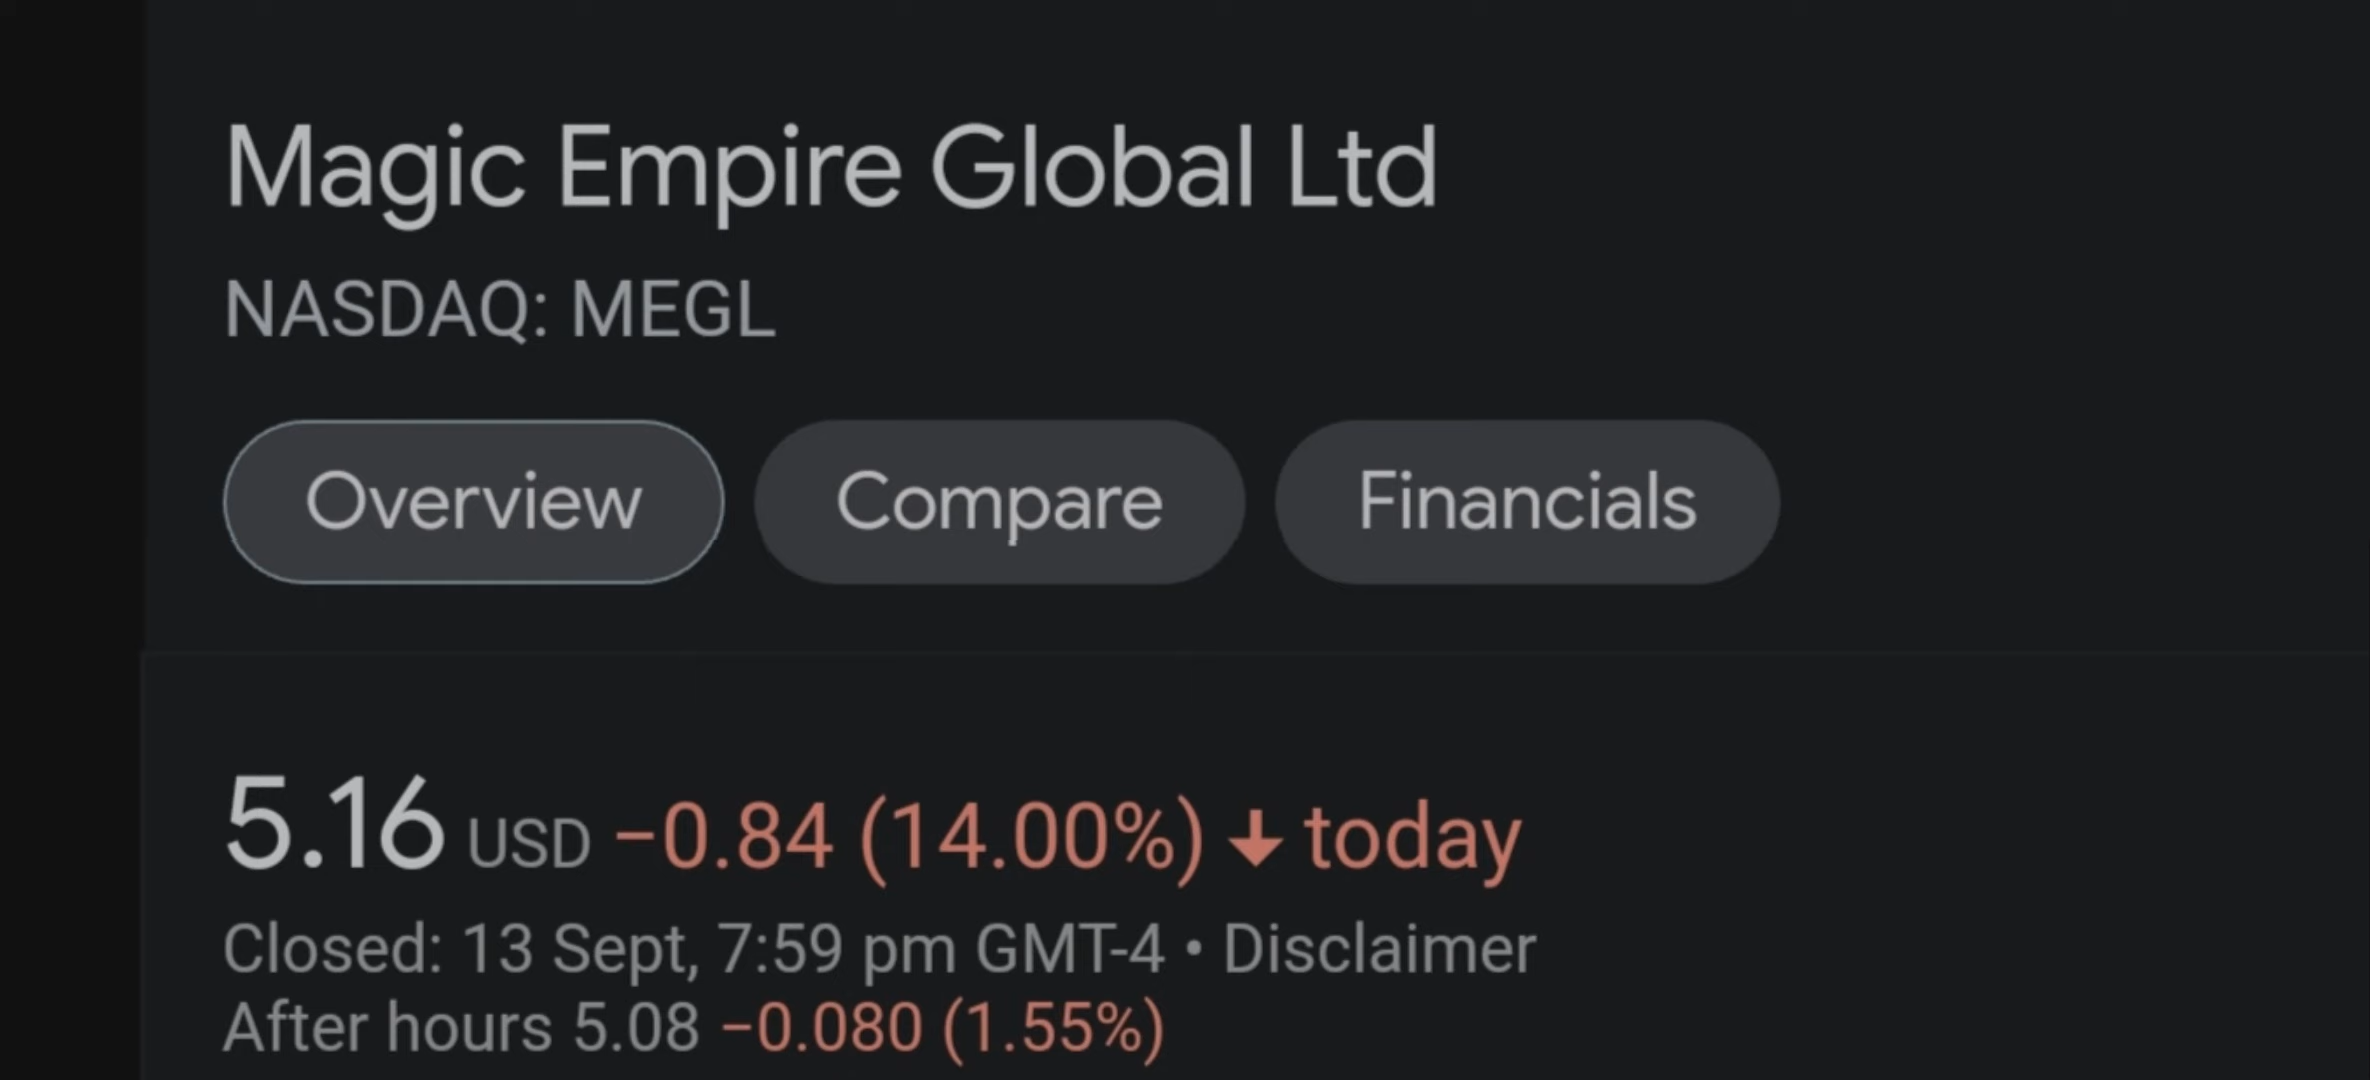 Magic Empire Global Ltd
NASDAQ: MEGL
Overview Compare Financials
5.16 USD −0.84 (14.00%) ↓ today
Closed: 13 Sept, 7:59 pm GMT-4 • Disclaimer
After hours 5.08 −0.080 (1.55%)